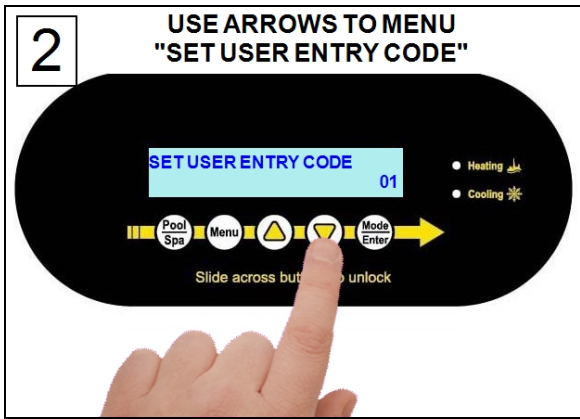 2
USE ARROWS TO MENU
"SET USER ENTRY CODE"
SET USER ENTRY CODE
01
Heating
Cooling
Pool
Spa
Menu
Mode
Enter
Slide across but o unlock